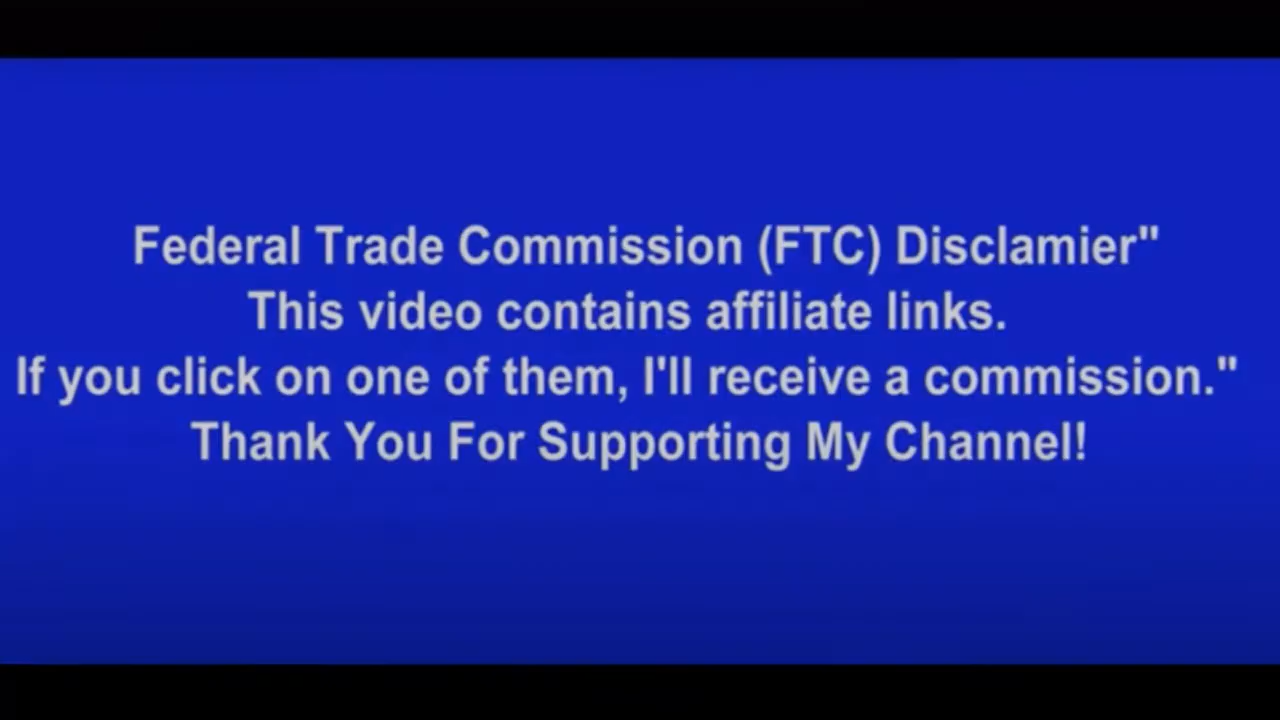 Federal Trade Commission (FTC) Disclamier"
This video contains affiliate links.
If you click on one of them, I'll receive a commission."
Thank You For Supporting My Channel!